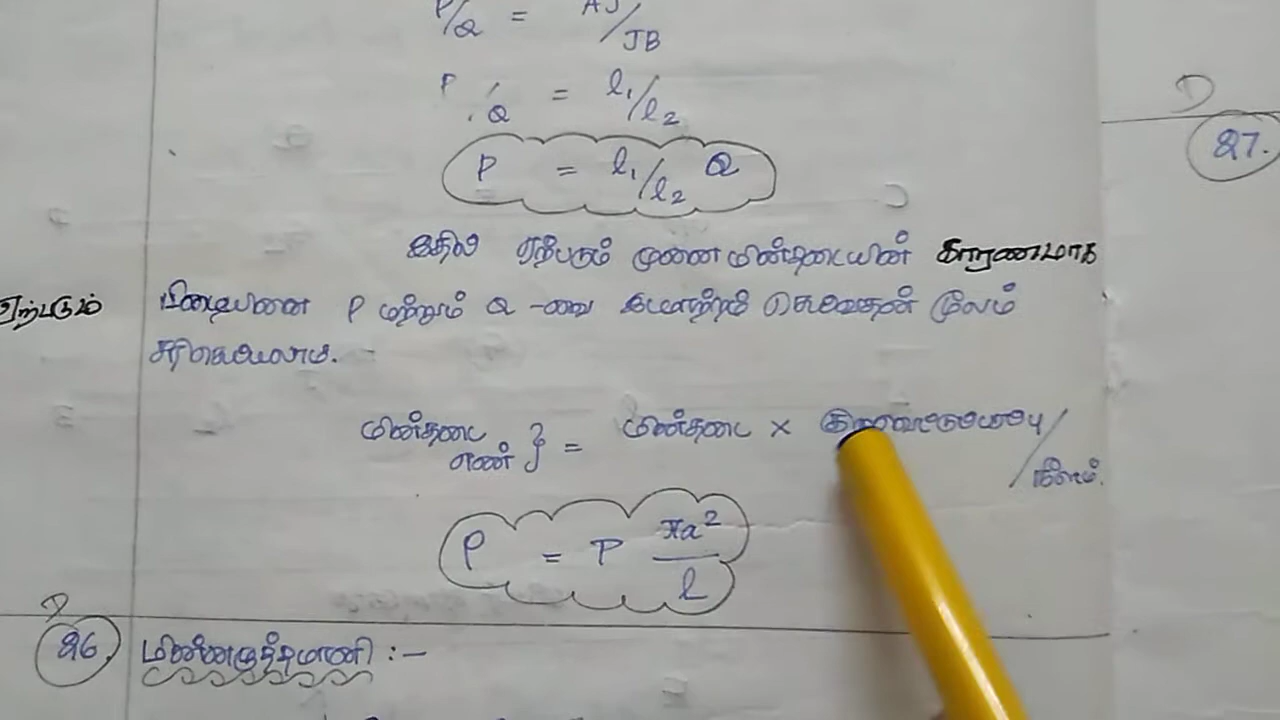 P/Q = AJ/JB
P/Q = l₁/l₂
P = l₁/l₂ Q
இதில் ஏற்படும் முனை மின்தடையின் காரணமாக
ஏற்படும் பிழையினை P மற்றும் Q -வை இடமாற்றம் செய்வதன் மூலம்
சரிசெய்யலாம்.
மின்தடை எண் } = மின்தடை × குறுக்குவெட்டுபரப்பு / நீளம்.
ρ = P πa²/l
D
26. மின்னழுத்தமானி :-
D
27.